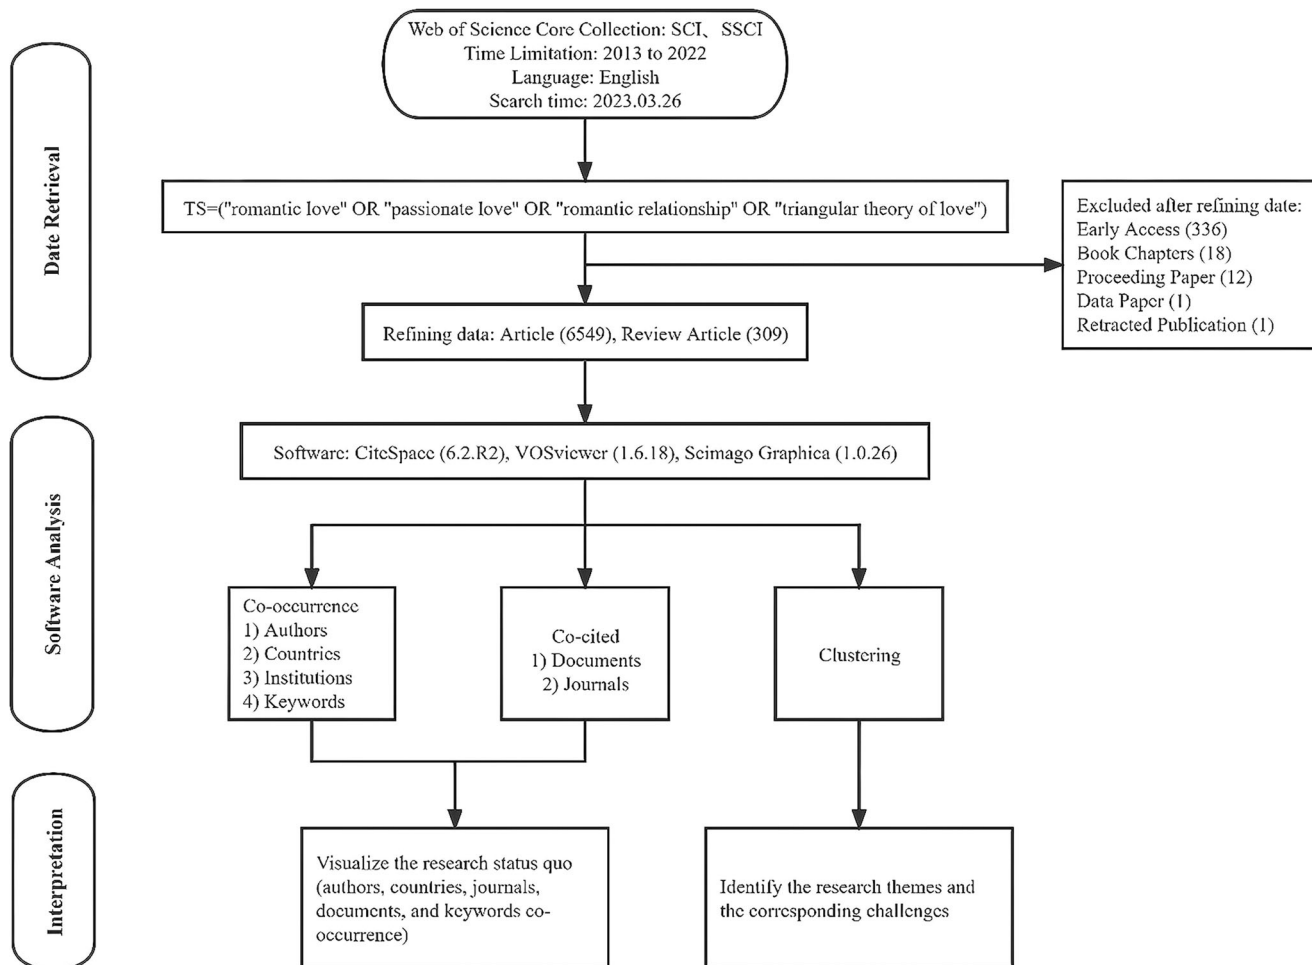 Date Retrieval
Web of Science Core Collection: SCI、SSCI
Time Limitation: 2013 to 2022
Language: English
Search time: 2023.03.26
TS=("romantic love" OR "passionate love" OR "romantic relationship" OR "triangular theory of love")
Excluded after refining date:
Early Access (336)
Book Chapters (18)
Proceeding Paper (12)
Data Paper (1)
Retracted Publication (1)
Refining data: Article (6549), Review Article (309)
Software Analysis
Software: CiteSpace (6.2.R2), VOSviewer (1.6.18), Scimago Graphica (1.0.26)
Co-occurrence
1) Authors
2) Countries
3) Institutions
4) Keywords
Co-cited
1) Documents
2) Journals
Clustering
Interpretation
Visualize the research status quo
(authors, countries, journals,
documents, and keywords co-
occurrence)
Identify the research themes and
the corresponding challenges